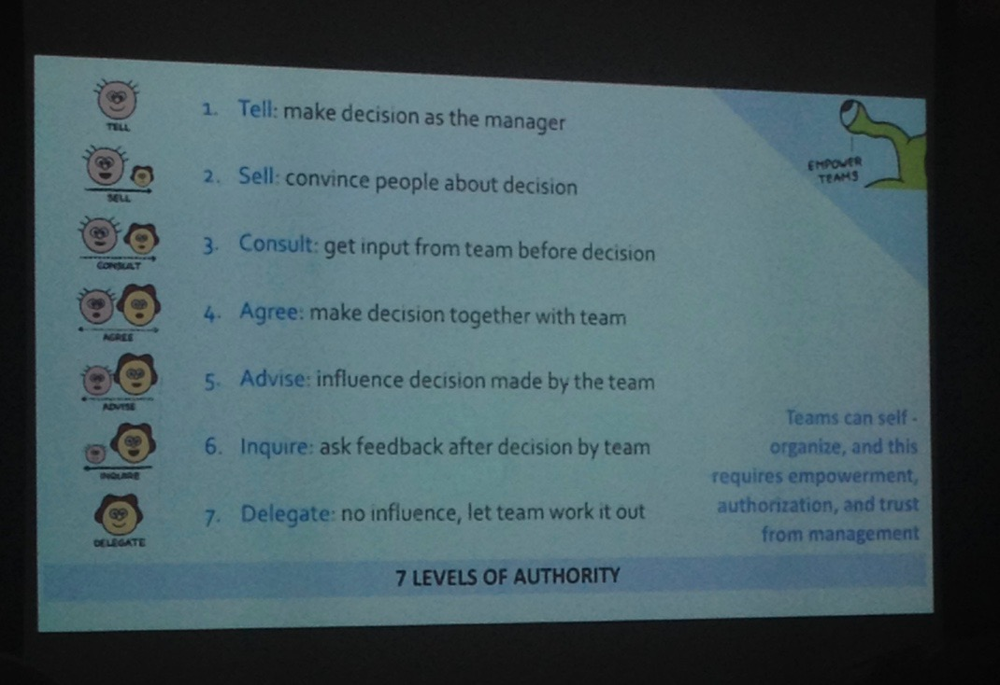 TELL
1. Tell: make decision as the manager
SELL
2. Sell: convince people about decision
CONSULT
3. Consult: get input from team before decision
AGREE
4. Agree: make decision together with team
ADVISE
5. Advise: influence decision made by the team
INQUIRE
6. Inquire: ask feedback after decision by team
DELEGATE
7. Delegate: no influence, let team work it out
EMPOWER
TEAMS
Teams can self -
organize, and this
requires empowerment,
authorization, and trust
from management
7 LEVELS OF AUTHORITY